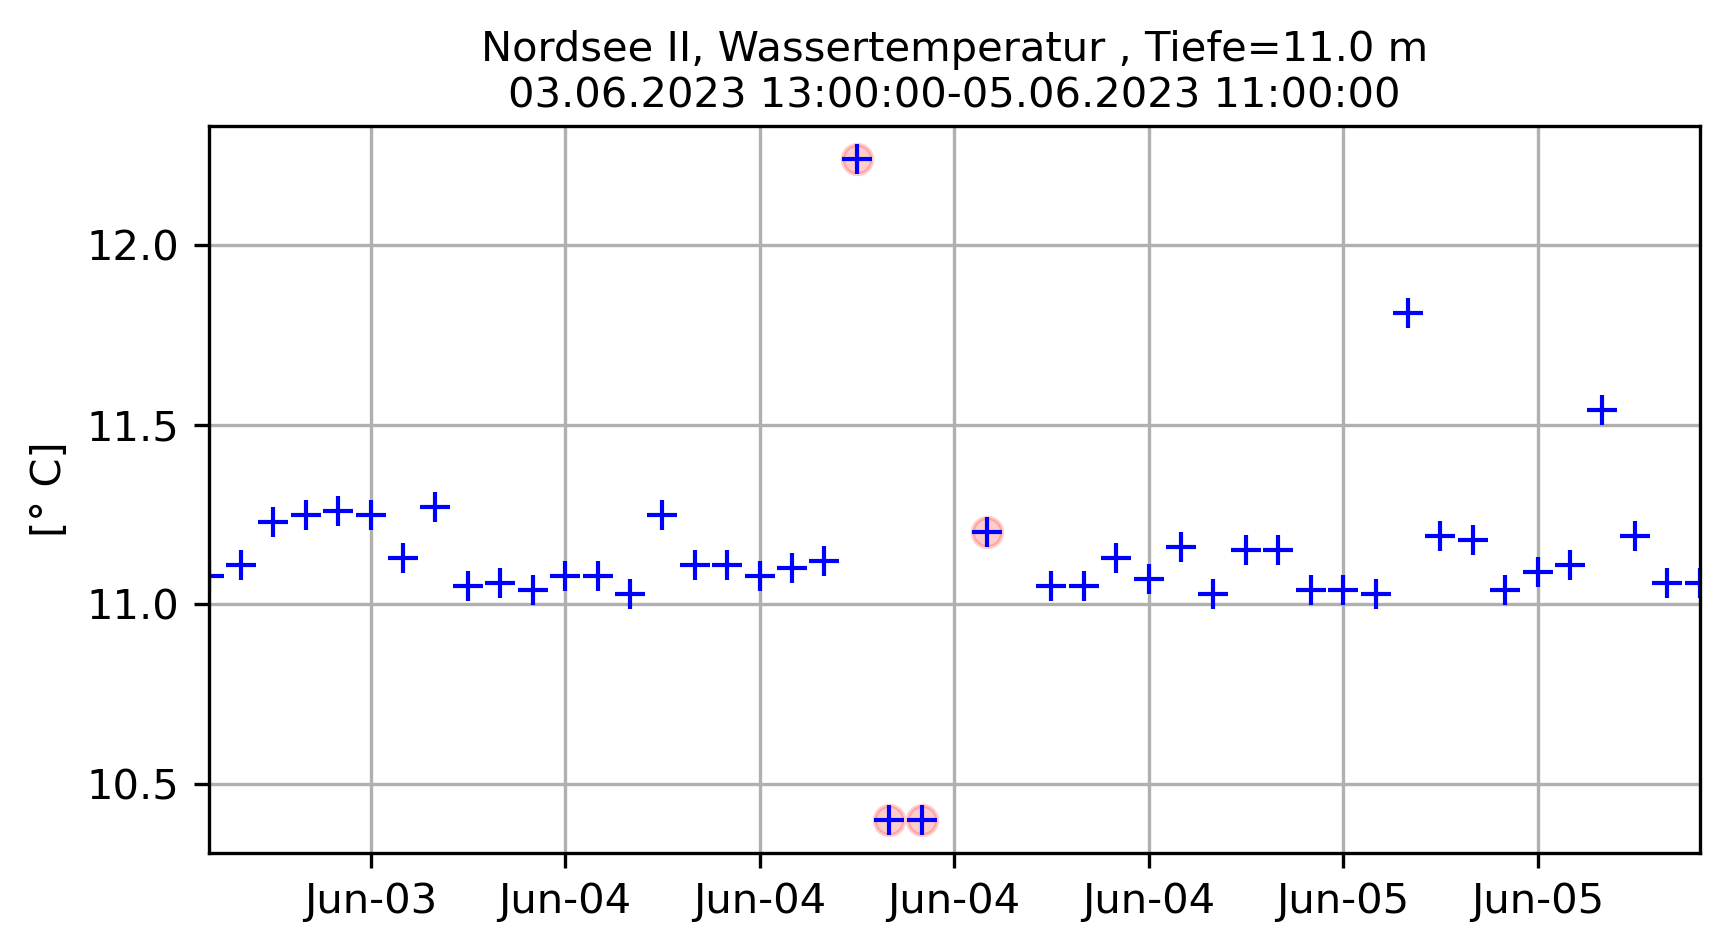 Nordsee II, Wassertemperatur , Tiefe=11.0 m
03.06.2023 13:00:00-05.06.2023 11:00:00
12.0
11.5
11.0
10.5
[° C]
Jun-03 Jun-04 Jun-04 Jun-04 Jun-04 Jun-05 Jun-05